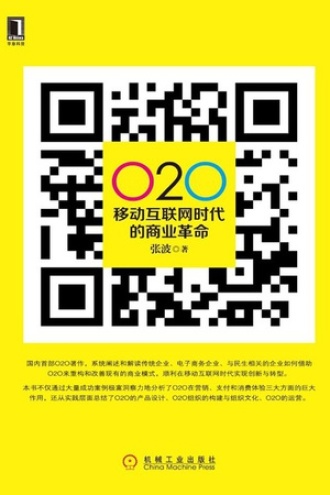 O2O
移动互联网时代
的商业革命
张波 著
国内首部O2O著作，系统阐述和解读传统企业、电子商务企业、与民生相关的企业如何借助
O2O来重构和改善现有的商业模式，顺利在移动互联网时代实现创新与转型。
本书不仅通过大量成功案例极富洞察力地分析了O2O在营销、支付和消费体验三大方面的巨大
作用，还从实践层面总结了O2O的产品设计、O2O组织的构建与组织文化、O2O的运营。
机械工业出版社
China Machine Press